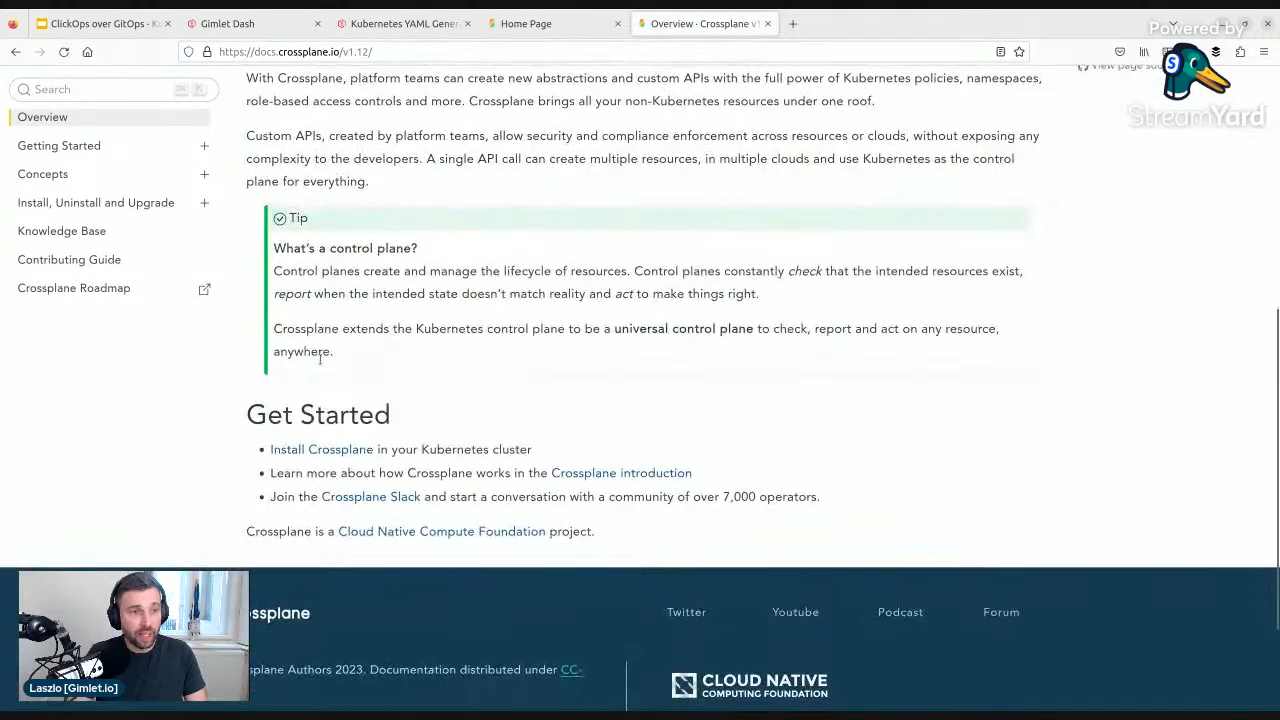 ClickOps over GitOps - K
Gimlet Dash
Kubernetes YAML Gener
Home Page
Overview · Crossplane v1
Powered by
https://docs.crossplane.io/v1.12/
StreamYard
Search
Overview
Getting Started
Concepts
Install, Uninstall and Upgrade
Knowledge Base
Contributing Guide
Crossplane Roadmap
View page
With Crossplane, platform team can create new abstractions and custom APIs with the full power of Kubernetes policies, namespaces,
role-based access controls and more. Crossplane brings all your non-Kubernetes resources under one roof.
Custom APIs, created by platform teams, allow security and compliance enforcement across resources or clouds, without exposing any
complexity to the developers. A single API call can create multiple resources, in multiple clouds and use Kubernetes as the control
plane for everything.
Tip
What's a control plane?
Control planes create and manage the lifecycle of resources. Control planes constantly check that the intended resources exist,
report when the intended state doesn't match reality and act to make things right.
Crossplane extends the Kubernetes control plane to be a universal control plane to check, report and act on any resource,
anywhere.
Get Started
Install Crossplane in your Kubernetes cluster
Learn more about how Crossplane works in the Crossplane introduction
Join the Crossplane Slack and start a conversation with a community of over 7,000 operators.
Crossplane is a Cloud Native Compute Foundation project.
ossplane
Twitter
Youtube
Podcast
Forum
splane Authors 2023. Documentation distributed under CC-
CLOUD NATIVE
COMPUTING FOUNDATION
Laszlo [Gimlet.io]